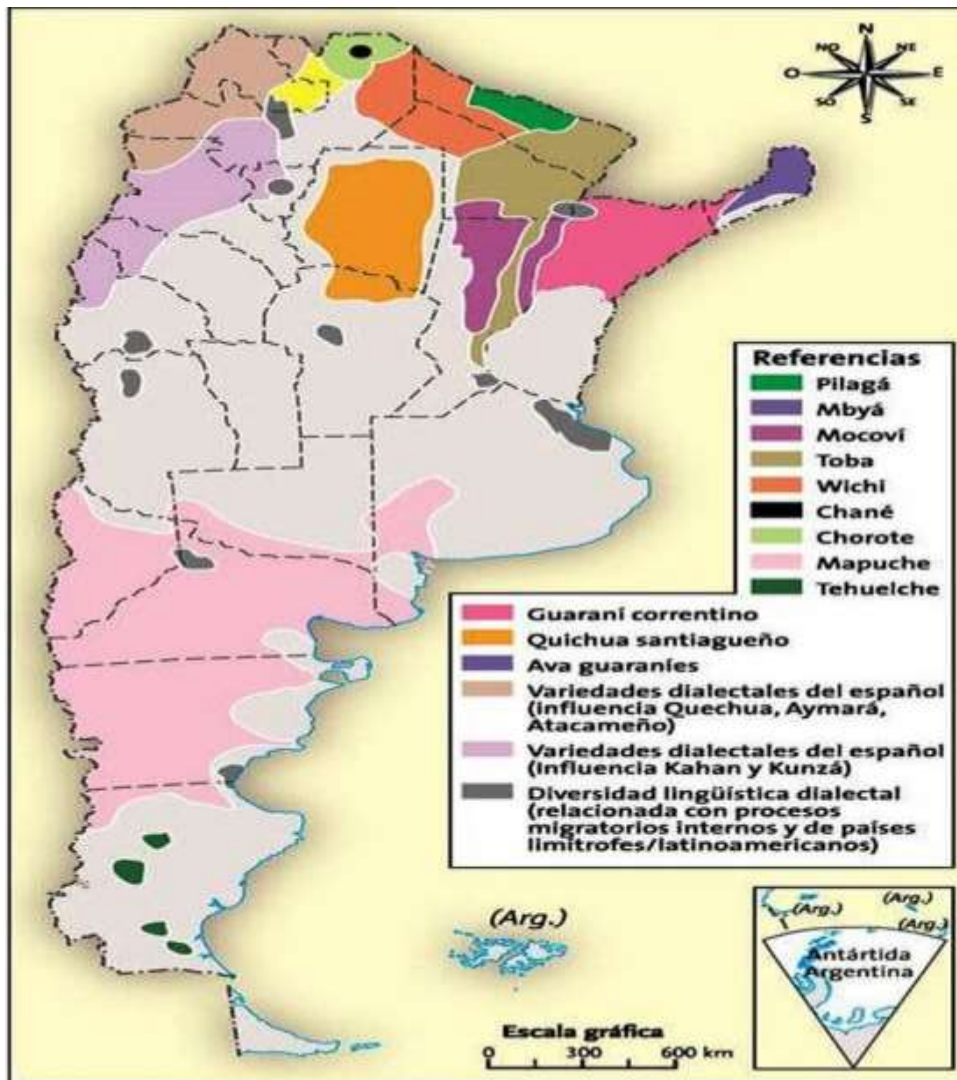 N
NO
NE
O
E
SO
SE
S
Referencias
Pilagá
Mbyá
Mocoví
Toba
Wichi
Chané
Chorote
Mapuche
Tehuelche
Guaraní correntino
Quichua santiagueño
Ava guaraníes
Variedades dialectales del español
(influencia Quechua, Aymará,
Atacameño)
Variedades dialectales del español
(Influencia Kahan y Kunzá)
Diversidad lingüística dialectal
(relacionada con procesos
migratorios internos y de países
limítrofes/latinoamericanos)
(Arg.)
(Arg.)
(Arg.)
(Arg.)
Antártida
Argentina
Escala gráfica
0 300 600 km